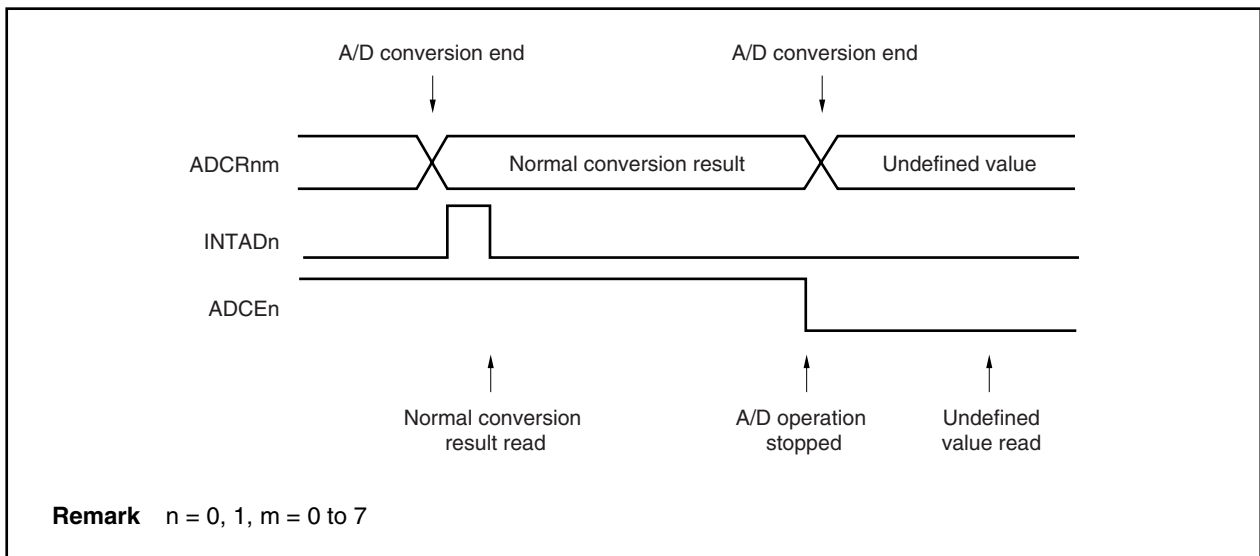 A/D conversion end
A/D conversion end
ADCRnm
Normal conversion result
Undefined value
INTADn
ADCEn
Normal conversion
result read
A/D operation
stopped
Undefined
value read
Remark n = 0, 1, m = 0 to 7